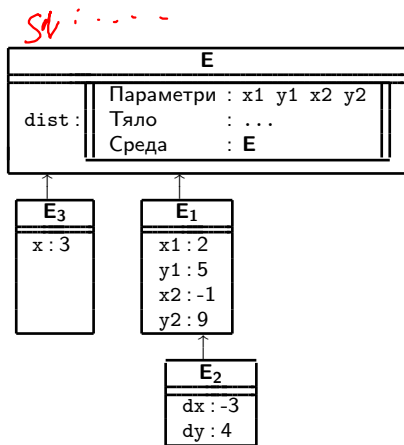 E
dist : Параметри : x1 y1 x2 y2
Тяло : ...
Среда : E
E3
x : 3
E1
x1 : 2
y1 : 5
x2 : -1
y2 : 9
E2
dx : -3
dy : 4